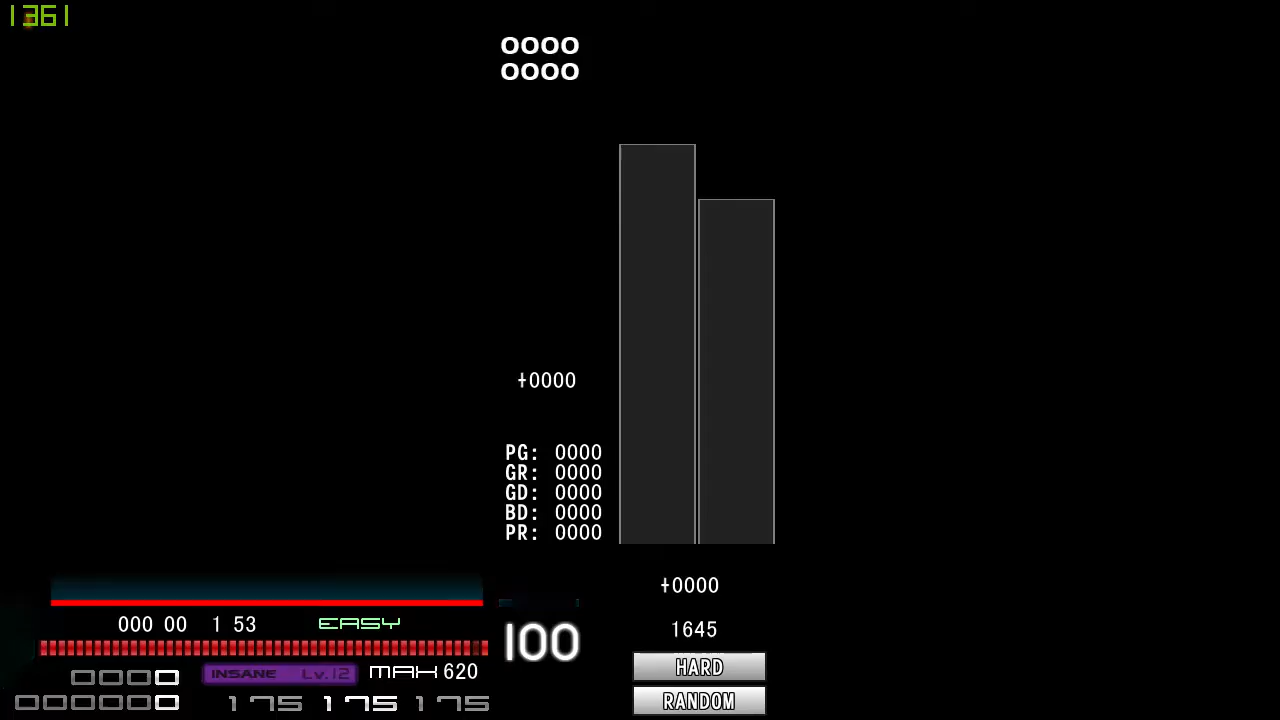 1361
0000
0000
+0000
PG: 0000
GR: 0000
GD: 0000
BD: 0000
PR: 0000
+0000
000 00 1 53 EASY
100
1645
HARD
0000 INSANE Lv.12 MAX 620
000000 175 175 175
RANDOM